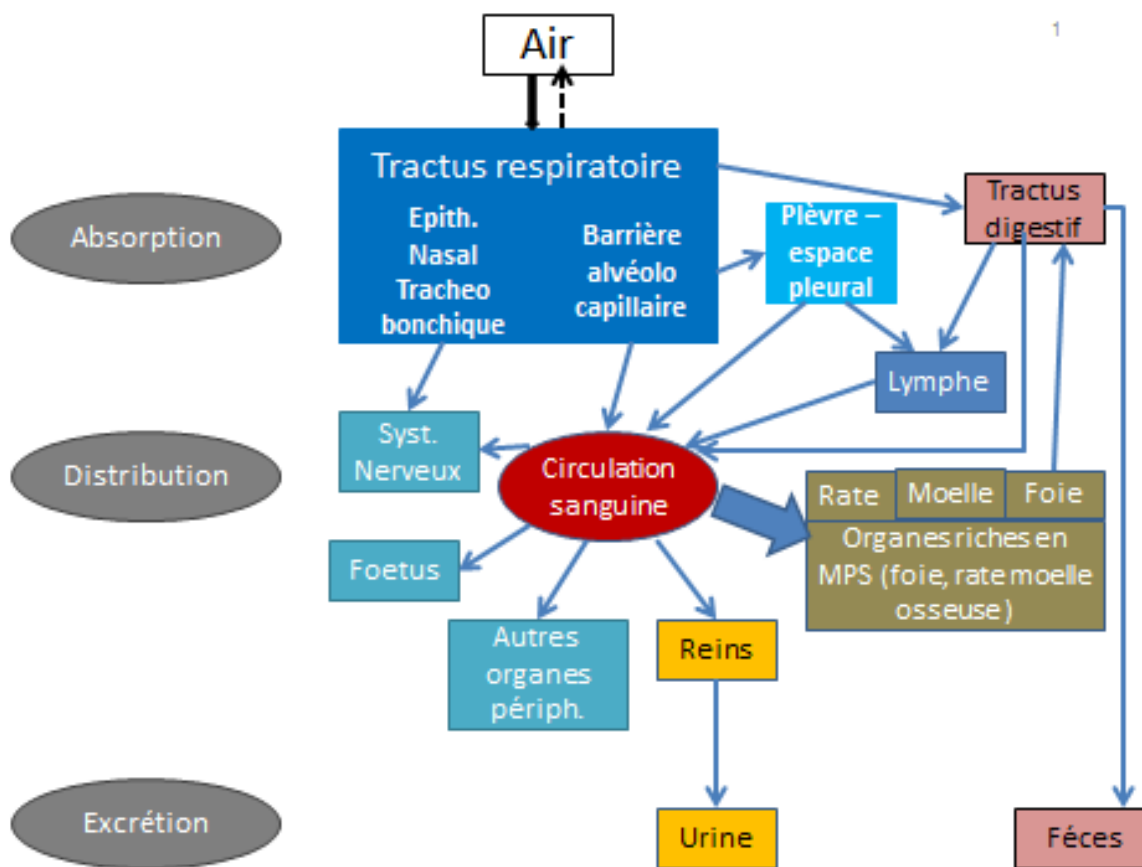 1
Air
Tractus respiratoire
Epith.
Nasal
Tracheo
bonchique
Barrière
alvéolo
capillaire
Plèvre –
espace
pleural
Tractus
digestif
Absorption
Lymphe
Syst.
Nerveux
Distribution
Circulation
sanguine
Rate
Moelle
Foie
Organes riches en
MPS (foie, rate moelle
osseuse)
Foetus
Autres
organes
périph.
Reins
Excrétion
Urine
Féces